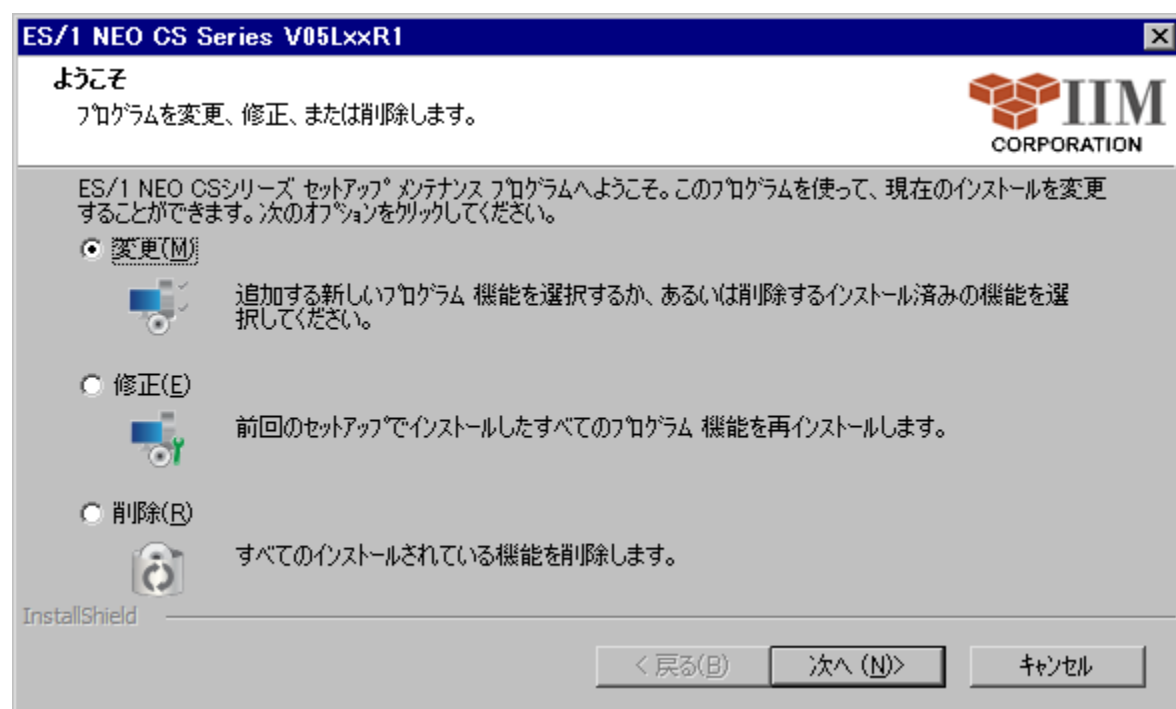 ES/1 NEO CS Series V05LxxR1
ようこそ
プログラムを変更、修正、または削除します。
IIM
CORPORATION
ES/1 NEO CSシリーズ セットアップ メンテナンス プログラムへようこそ。このプログラムを使って、現在のインストールを変更
することができます。次のオプションをクリックしてください。
変更(M)
追加する新しいプログラム 機能を選択するか、あるいは削除するインストール済みの機能を選
択してください。
修正(E)
前回のセットアップでインストールしたすべてのプログラム 機能を再インストールします。
削除(R)
すべてのインストールされている機能を削除します。
InstallShield
< 戻る(B)
次へ (N)>
キャンセル